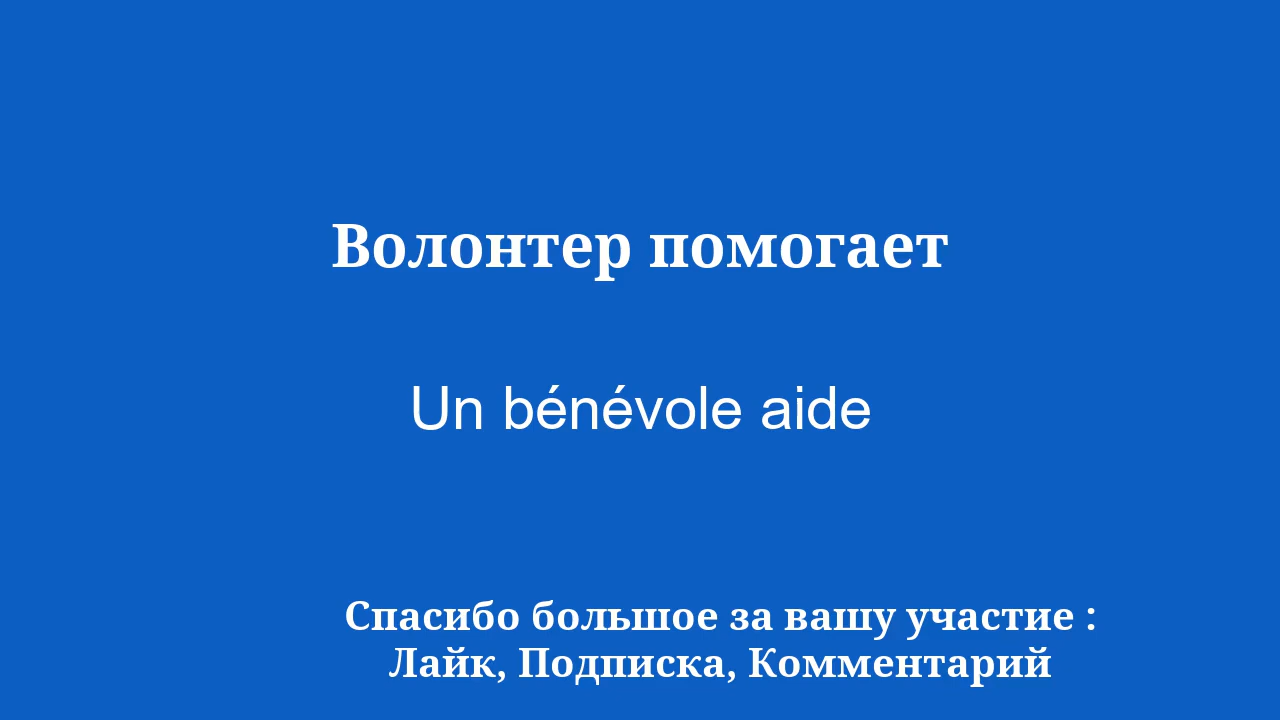 Волонтер помогает
Un bénévole aide
Спасибо большое за вашу участие :
Лайк, Подписка, Комментарий